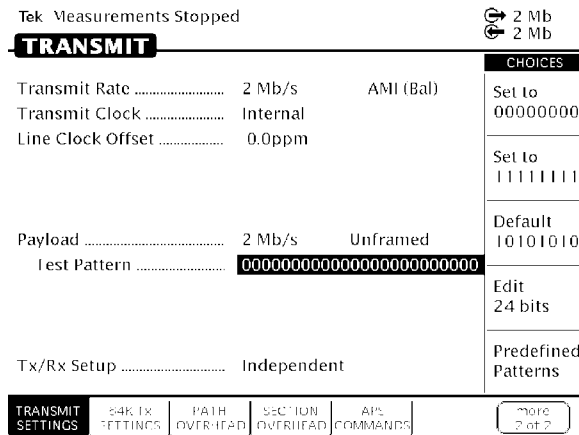 Tek Measurements Stopped
2 Mb
2 Mb
TRANSMIT
CHOICES
Transmit Rate ........................ 2 Mb/s AMI (Bal)
Transmit Clock ..................... Internal
Line Clock Offset .................. 0.0ppm
Set to
00000000
Set to
11111111
Default
10101010
Payload ..................................... 2 Mb/s Unframed
Test Pattern ........................ 000000000000000000000000
Edit
24 bits
Predefined
Patterns
Tx/Rx Setup ............................ Independent
TRANSMIT
SETTINGS
64K Tx
SETTINGS
PATH
OVERHEAD
SECTION
OVERHEAD
APS
COMMANDS
more
2 of 2